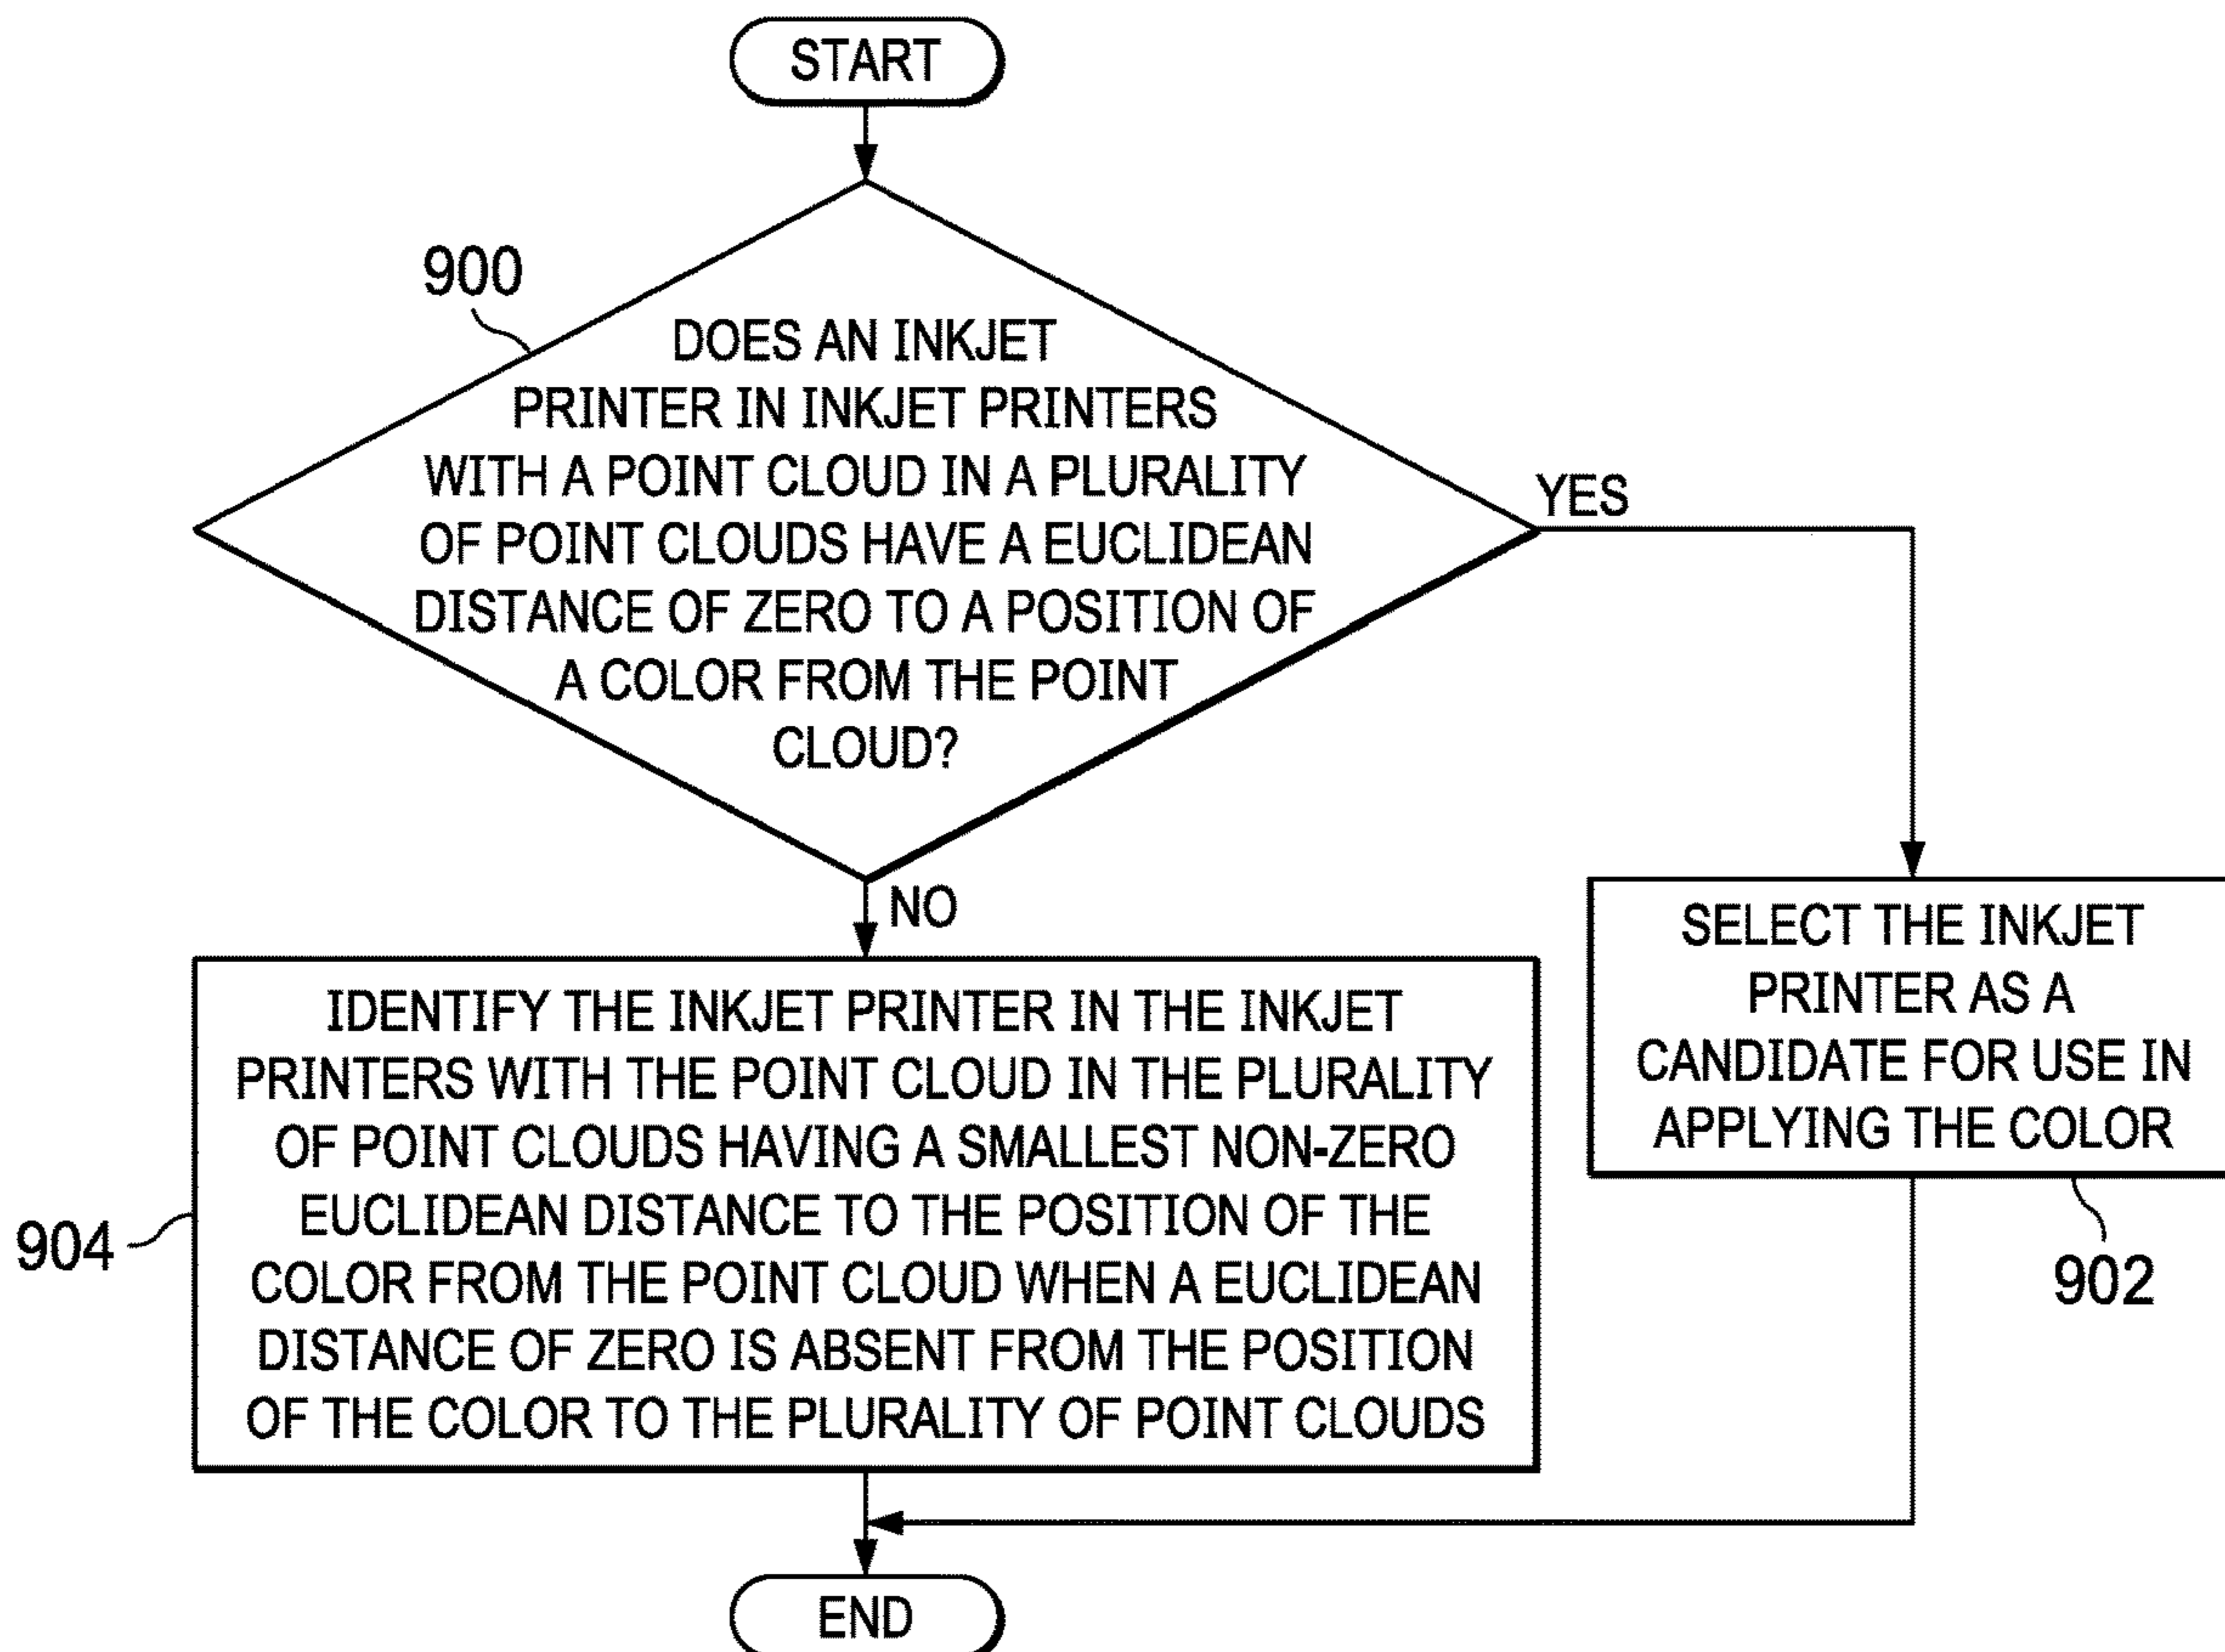 START
900
DOES AN INKJET
PRINTER IN INKJET PRINTERS
WITH A POINT CLOUD IN A PLURALITY
OF POINT CLOUDS HAVE A EUCLIDEAN
DISTANCE OF ZERO TO A POSITION OF
A COLOR FROM THE POINT
CLOUD?
YES
NO
SELECT THE INKJET
PRINTER AS A
CANDIDATE FOR USE IN
APPLYING THE COLOR
902
IDENTIFY THE INKJET PRINTER IN THE INKJET
PRINTERS WITH THE POINT CLOUD IN THE PLURALITY
OF POINT CLOUDS HAVING A SMALLEST NON-ZERO
EUCLIDEAN DISTANCE TO THE POSITION OF THE
COLOR FROM THE POINT CLOUD WHEN A EUCLIDEAN
DISTANCE OF ZERO IS ABSENT FROM THE POSITION
OF THE COLOR TO THE PLURALITY OF POINT CLOUDS
904
END